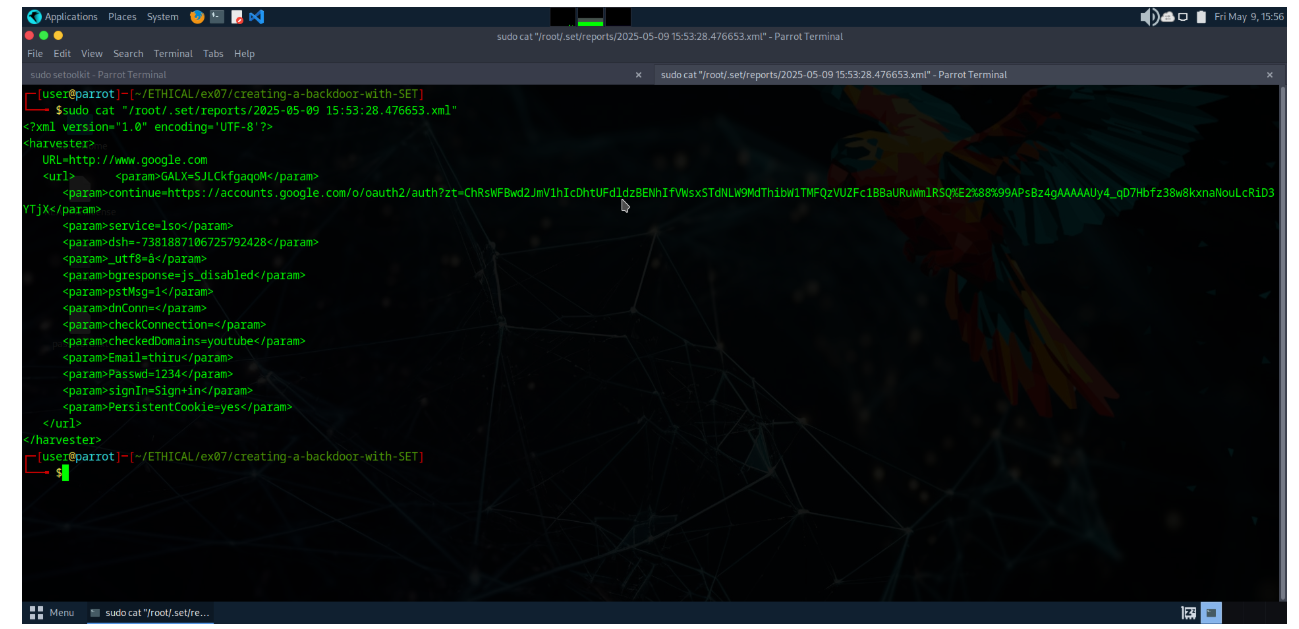 Applications Places System Fri May 9, 15:56
sudo cat "/root/.set/reports/2025-05-09 15:53:28.476653.xml" - Parrot Terminal
File Edit View Search Terminal Tabs Help
sudo setoolkit - Parrot Terminal × sudo cat "/root/.set/reports/2025-05-09 15:53:28.476653.xml" - Parrot Terminal ×
[user@parrot]─[~/ETHICAL/ex07/creating-a-backdoor-with-SET]
$sudo cat "/root/.set/reports/2025-05-09 15:53:28.476653.xml"
<?xml version="1.0" encoding='UTF-8'?>
<harvester>
URL=http://www.google.com
<url> <param>GALX=SJLCkfgaqoM</param>
<param>continue=https://accounts.google.com/o/oauth2/auth?zt=ChRsWFBwd2JmV1hIcDhtUFdldzBENhIfVWsxSTdNLW9MdThibW1TMFQzVUZFc1BBaURuWmlRSQ%E2%88%99APsBz4gAAAAAUy4_qD7Hbfz38w8kxnaNouLcRiD3
YTjX</param>
<param>service=lso</param>
<param>dsh=-7381887106725792428</param>
<param>_utf8=â</param>
<param>bgresponse=js_disabled</param>
<param>pstMsg=1</param>
<param>dnConn=</param>
<param>checkConnection=</param>
<param>checkedDomains=youtube</param>
<param>Email=thiru</param>
<param>Passwd=1234</param>
<param>signIn=Sign+in</param>
<param>PersistentCookie=yes</param>
</url>
</harvester>
[user@parrot]─[~/ETHICAL/ex07/creating-a-backdoor-with-SET]
$
Menu sudo cat "/root/.set/re...